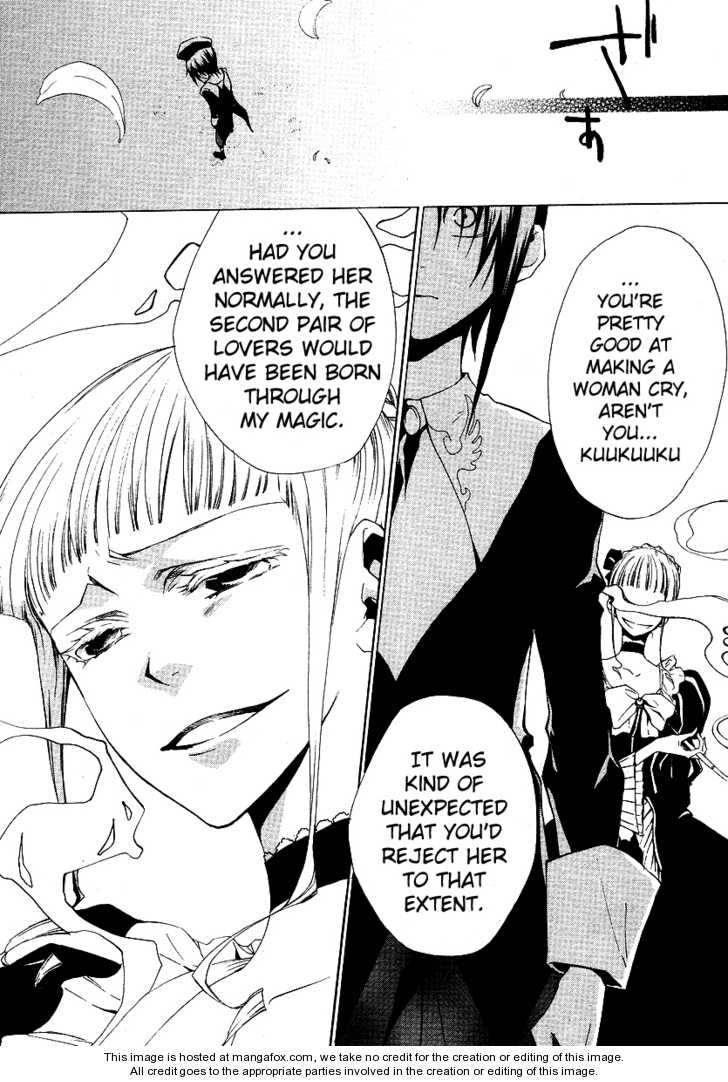 ザ
あ
...
YOU'RE
PRETTY
GOOD AT
MAKING A
WOMAN CRY,
AREN'T
YOU...
KUUKUUKU
IT WAS
KIND OF
UNEXPECTED
THAT YOU'D
REJECT HER
TO THAT
EXTENT.
...
HAD YOU
ANSWERED HER
NORMALLY, THE
SECOND PAIR OF
LOVERS WOULD
HAVE BEEN BORN
THROUGH
MY MAGIC.
This image is hosted at mangafox.com, we take no credit for the creation or editing of this image.
All credit goes to the appropriate parties involved in the creation or editing of this image.